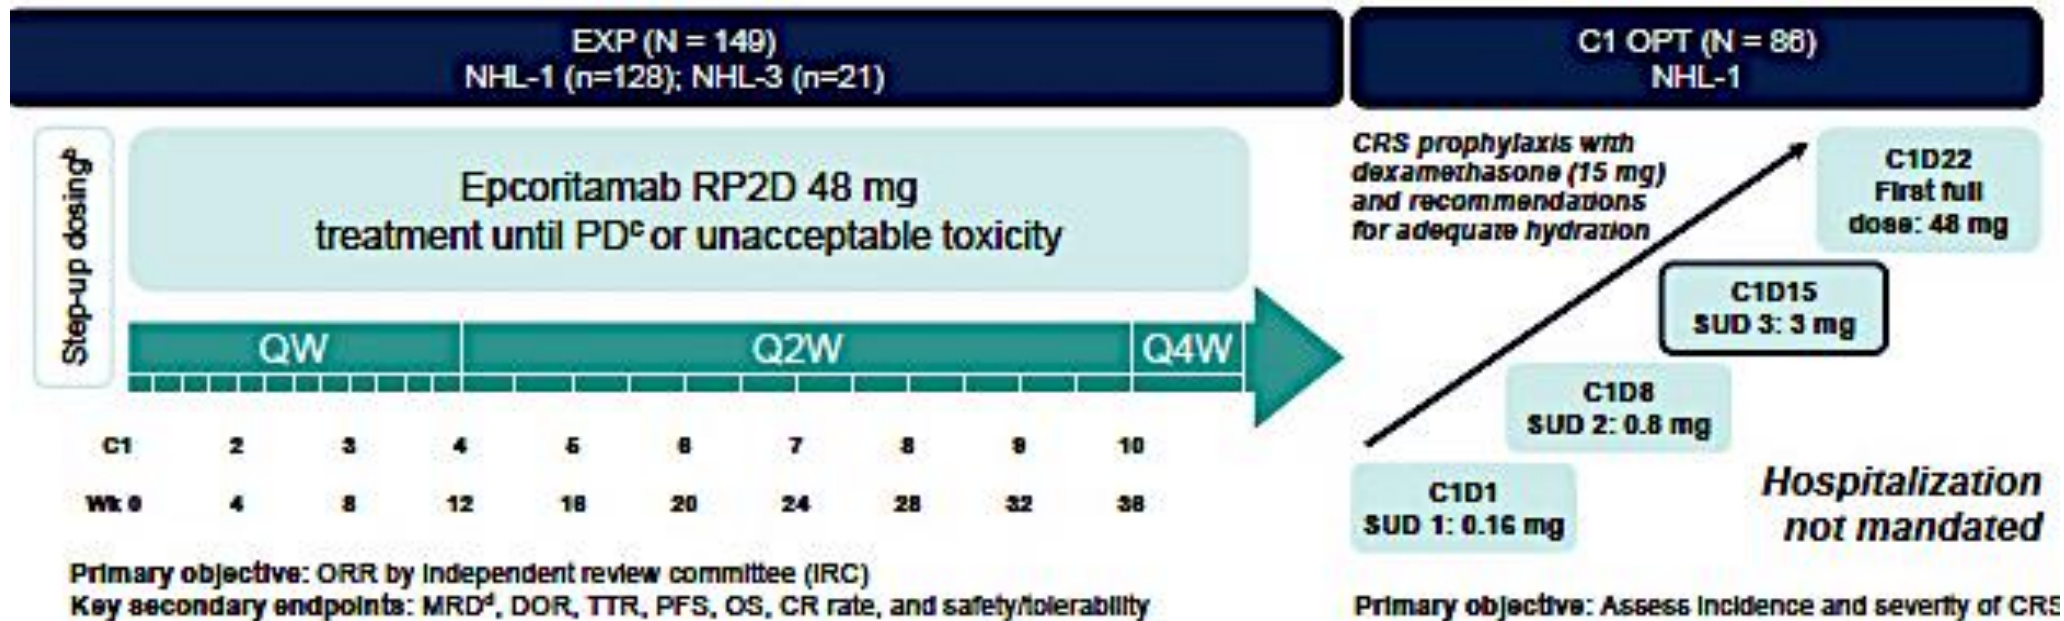 EXP (N = 149)
NHL-1 (n=128); NHL-3 (n=21)
Step-up dosingᵇ
Epcoritamab RP2D 48 mg
treatment until PDᶜ or unacceptable toxicity
QW Q2W Q4W
C1 2 3 4 5 6 7 8 9 10
Wk 0 4 8 12 16 20 24 28 32 36
Primary objective: ORR by independent review committee (IRC)
Key secondary endpoints: MRDᵈ, DOR, TTR, PFS, OS, CR rate, and safety/tolerability
C1 OPT (N = 86)
NHL-1
CRS prophylaxis with
dexamethasone (15 mg)
and recommendations
for adequate hydration
C1D22
First full
dose: 48 mg
C1D15
SUD 3: 3 mg
C1D8
SUD 2: 0.8 mg
C1D1
SUD 1: 0.16 mg
Hospitalization
not mandated
Primary objective: Assess incidence and severity of CRS